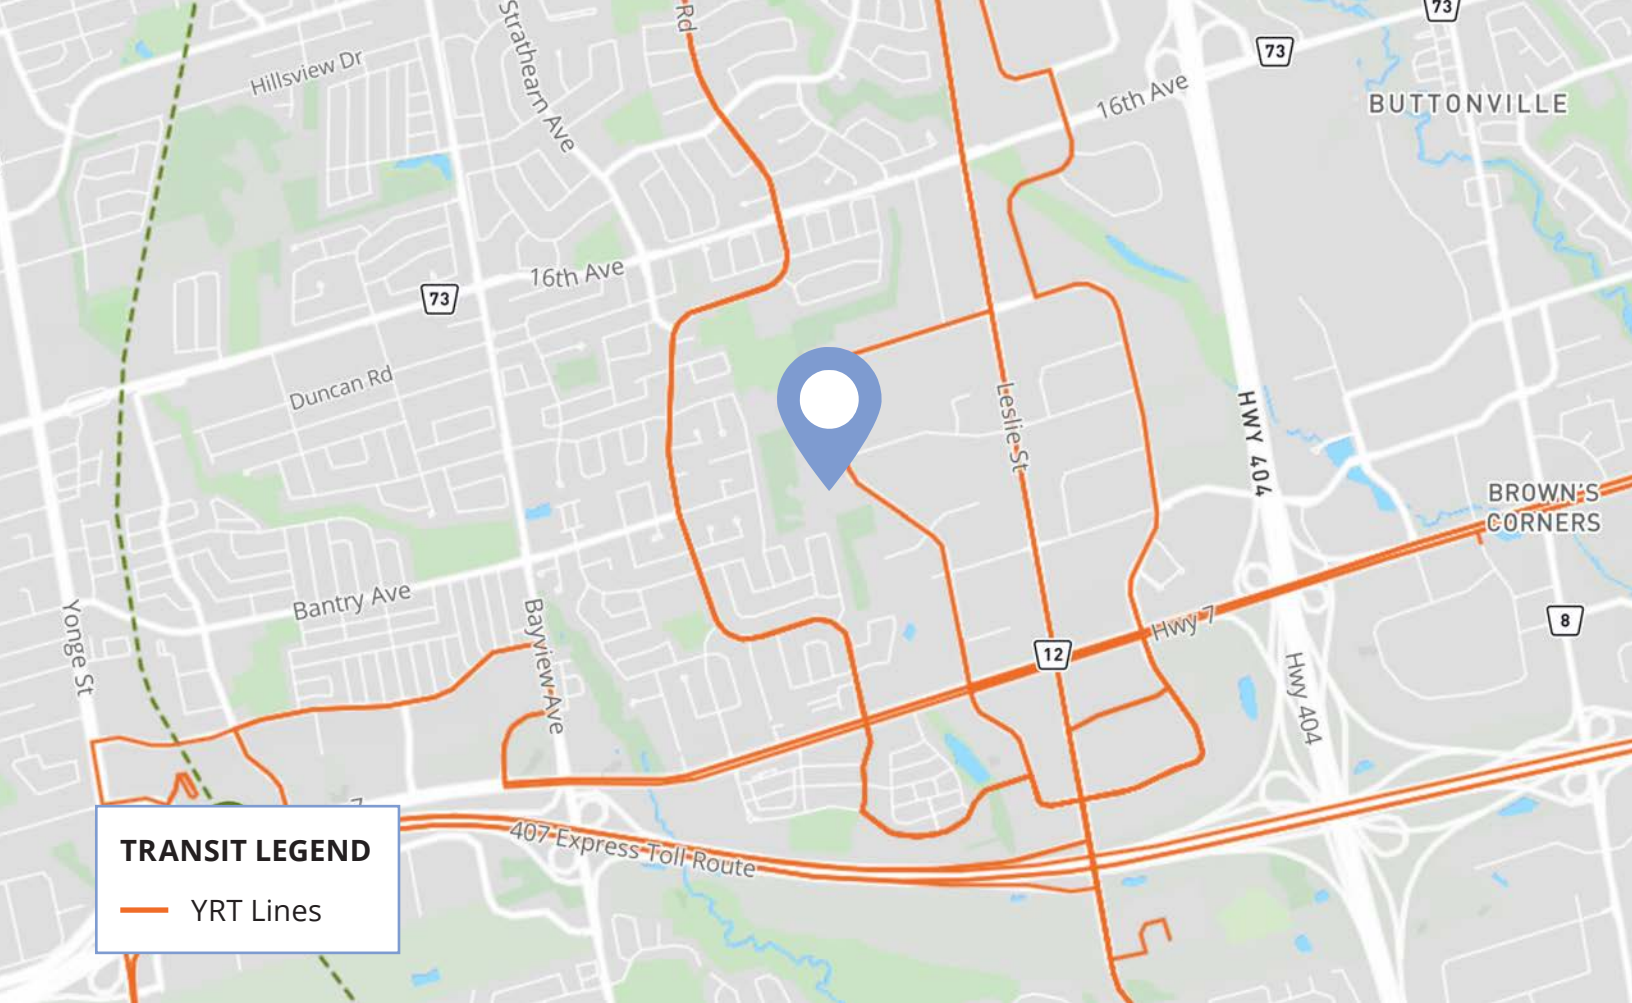 73
Rd
Strathearn Ave
73
Hillsview Dr
16th Ave
BUTTONVILLE
16th Ave
73
Duncan Rd
Leslie St
HWY 404
BROWN'S
CORNERS
Bantry Ave
Yonge St
Bayview Ave
Hwy 7
8
12
Hwy 404
7
407 Express Toll Route
TRANSIT LEGEND
YRT Lines